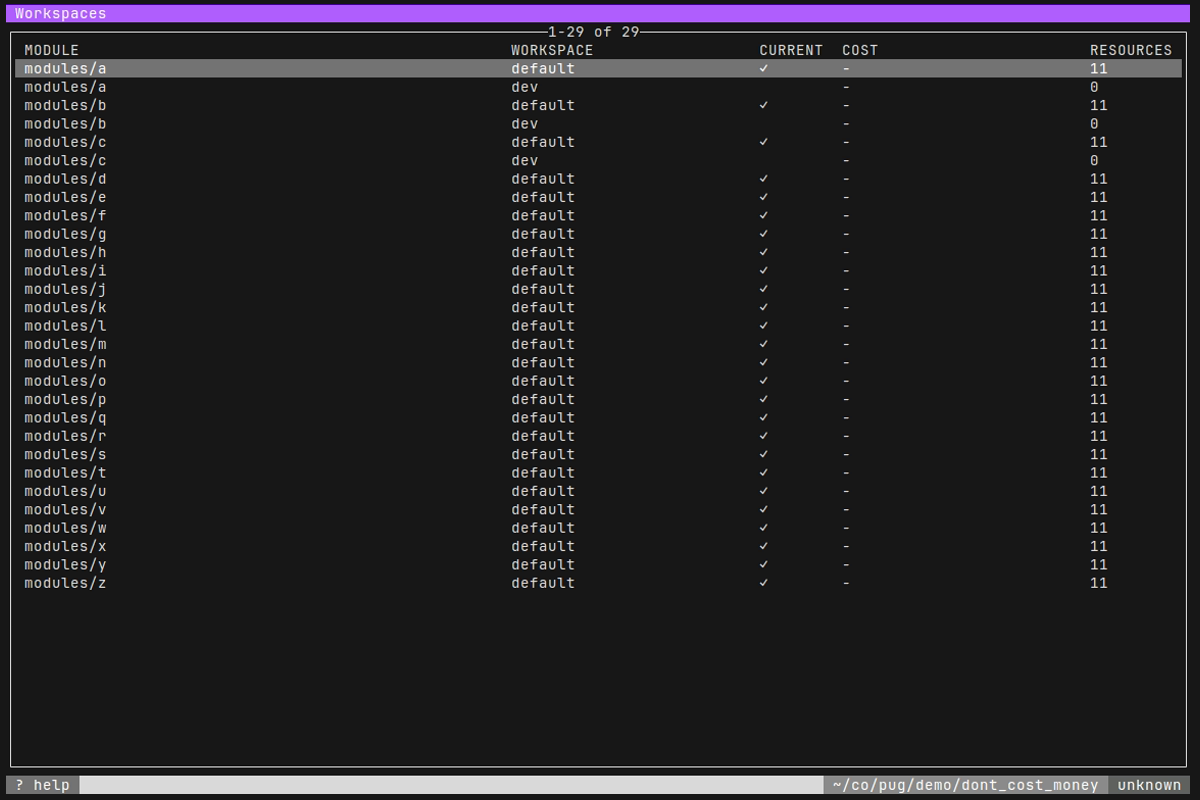 Workspaces
1-29 of 29
MODULE WORKSPACE CURRENT COST RESOURCES
modules/a default ✓ - 11
modules/a dev - 0
modules/b default ✓ - 11
modules/b dev - 0
modules/c default ✓ - 11
modules/c dev - 0
modules/d default ✓ - 11
modules/e default ✓ - 11
modules/f default ✓ - 11
modules/g default ✓ - 11
modules/h default ✓ - 11
modules/i default ✓ - 11
modules/j default ✓ - 11
modules/k default ✓ - 11
modules/l default ✓ - 11
modules/m default ✓ - 11
modules/n default ✓ - 11
modules/o default ✓ - 11
modules/p default ✓ - 11
modules/q default ✓ - 11
modules/r default ✓ - 11
modules/s default ✓ - 11
modules/t default ✓ - 11
modules/u default ✓ - 11
modules/v default ✓ - 11
modules/w default ✓ - 11
modules/x default ✓ - 11
modules/y default ✓ - 11
modules/z default ✓ - 11
? help ~/co/pug/demo/dont_cost_money unknown